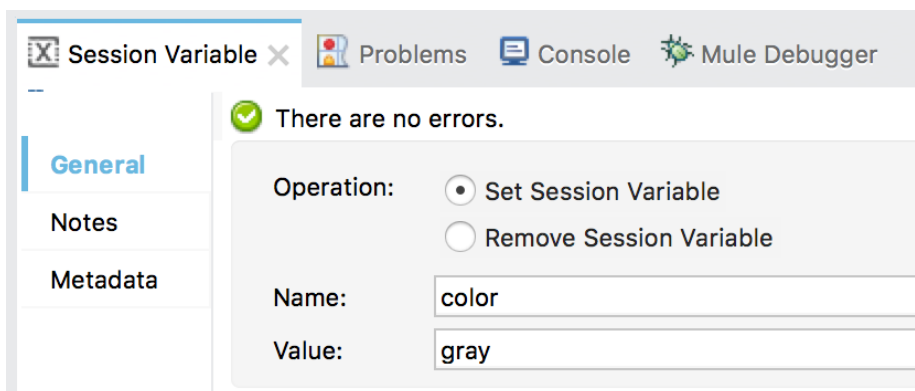 Session Variable Problems Console Mule Debugger
There are no errors.
General
Notes
Metadata
Operation: Set Session Variable
Remove Session Variable
Name: color
Value: gray